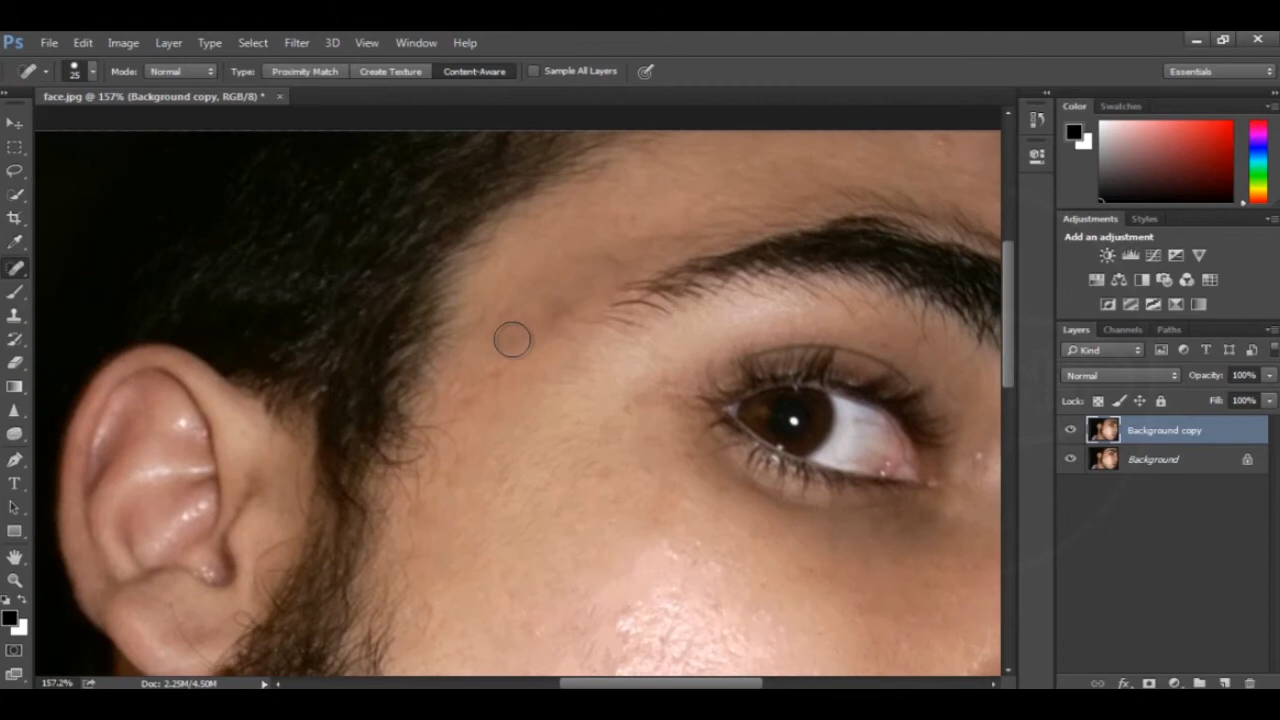 Ps File Edit Image Layer Type Select Filter 3D View Window Help
25 Mode: Normal Type: Proximity Match Create Texture Content-Aware Sample All Layers Essentials
face.jpg @ 157% (Background copy, RGB/8) *
Color Swatches
Adjustments Styles
Add an adjustment
Layers Channels Paths
Kind
Normal Opacity: 100%
Lock: Fill: 100%
Background copy
Background
157.2% Doc: 2.25M/4.50M
fx